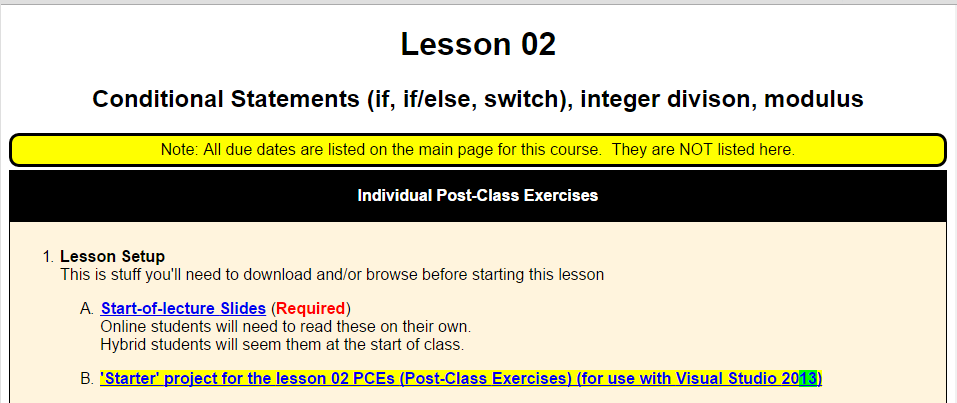 Lesson 02
Conditional Statements (if, if/else, switch), integer divison, modulus
Note: All due dates are listed on the main page for this course. They are NOT listed here.
Individual Post-Class Exercises
1. Lesson Setup
This is stuff you'll need to download and/or browse before starting this lesson
A. Start-of-lecture Slides (Required)
Online students will need to read these on their own.
Hybrid students will seem them at the start of class.
B. 'Starter' project for the lesson 02 PCEs (Post-Class Exercises) (for use with Visual Studio 2013)